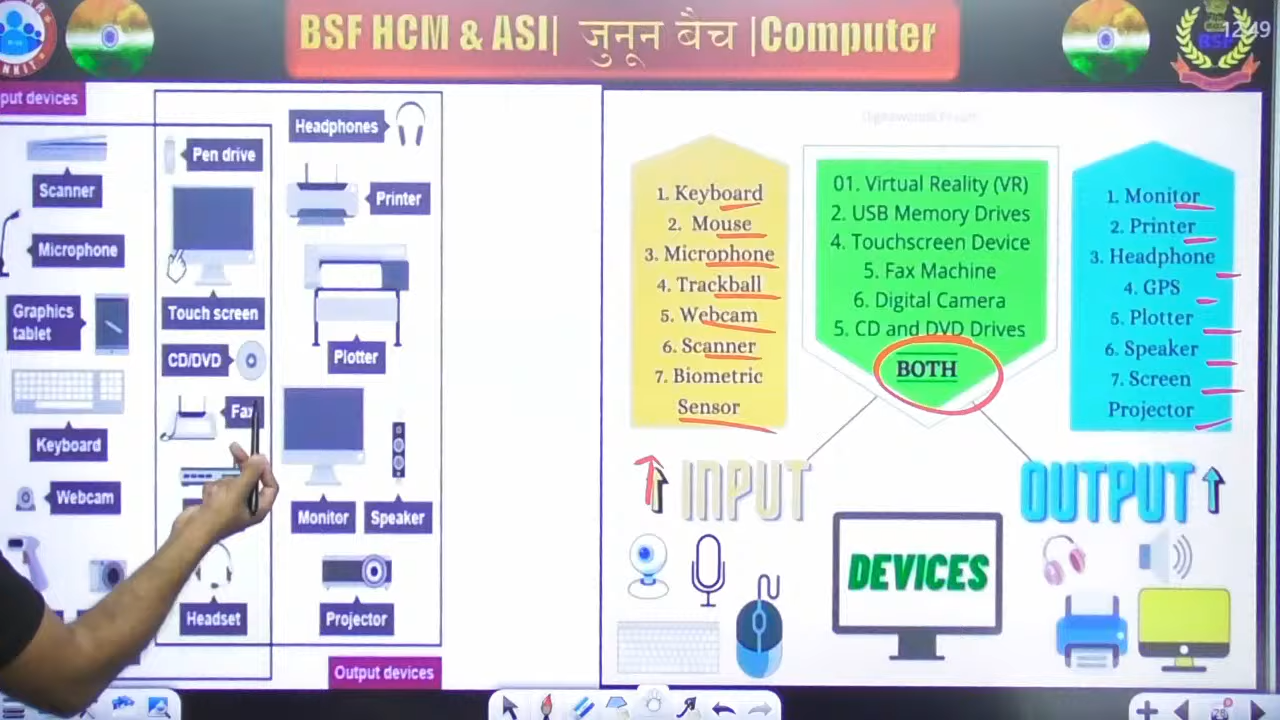 BSF HCM & ASI| जुनून बैच |Computer
12:49
put devices
Scanner
Microphone
Graphics
tablet
Keyboard
Webcam
Pen drive
Touch screen
CD/DVD
Fax
Headset
Headphones
Printer
Plotter
Monitor
Speaker
Projector
Output devices
1. Keyboard
2. Mouse
3. Microphone
4. Trackball
5. Webcam
6. Scanner
7. Biometric
Sensor
01. Virtual Reality (VR)
2. USB Memory Drives
4. Touchscreen Device
5. Fax Machine
6. Digital Camera
5. CD and DVD Drives
BOTH
1. Monitor
2. Printer
3. Headphone
4. GPS
5. Plotter
6. Speaker
7. Screen
Projector
INPUT
OUTPUT
DEVICES